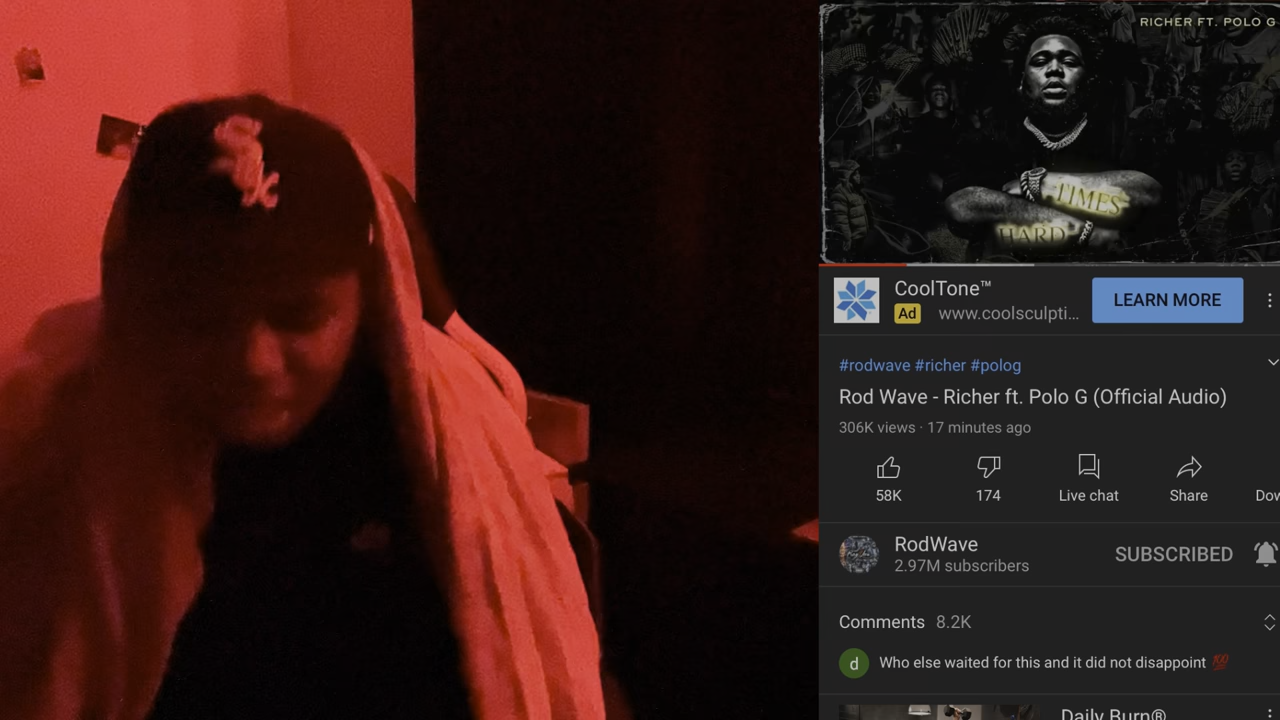 Sox
RICHER FT. POLO G
TIMES
HARD
CoolTone™
Ad www.coolsculpti...
LEARN MORE
#rodwave #richer #polog
Rod Wave - Richer ft. Polo G (Official Audio)
306K views · 17 minutes ago
58K 174 Live chat Share Dow
RodWave
2.97M subscribers
SUBSCRIBED
Comments 8.2K
d Who else waited for this and it did not disappoint 💯
Daily Burn®